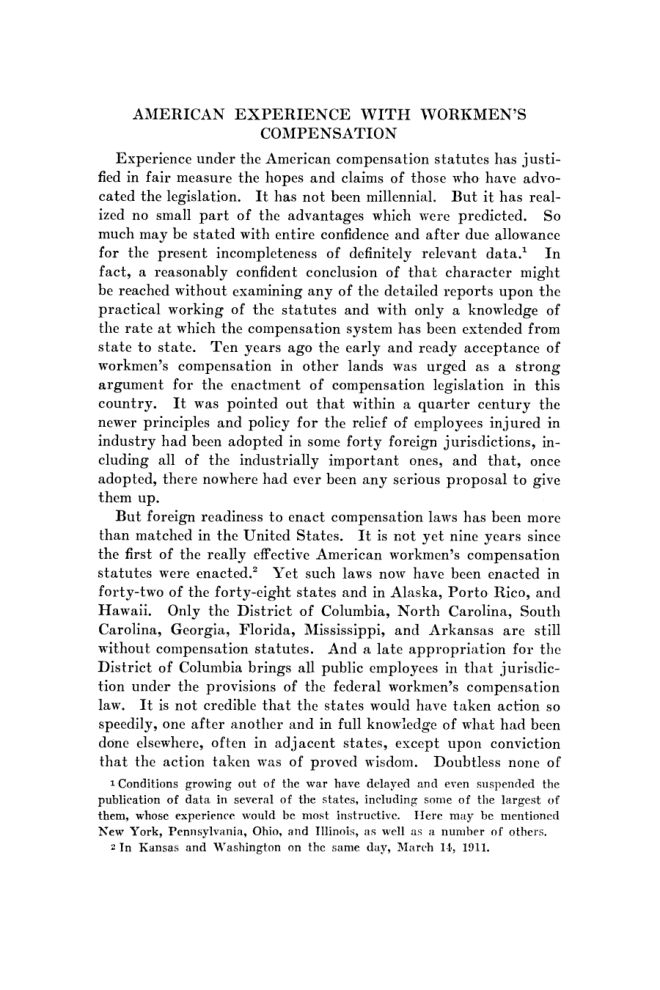 AMERICAN EXPERIENCE WITH WORKMEN'S
COMPENSATION
Experience under the American compensation statutes has justi-
fied in fair measure the hopes and claims of those who have advo-
cated the legislation. It has not been millennial. But it has real-
ized no small part of the advantages which were predicted. So
much may be stated with entire confidence and after due allowance
for the present incompleteness of definitely relevant data.¹ In
fact, a reasonably confident conclusion of that character might
be reached without examining any of the detailed reports upon the
practical working of the statutes and with only a knowledge of
the rate at which the compensation system has been extended from
state to state. Ten years ago the early and ready acceptance of
workmen's compensation in other lands was urged as a strong
argument for the enactment of compensation legislation in this
country. It was pointed out that within a quarter century the
newer principles and policy for the relief of employees injured in
industry had been adopted in some forty foreign jurisdictions, in-
cluding all of the industrially important ones, and that, once
adopted, there nowhere had ever been any serious proposal to give
them up.
But foreign readiness to enact compensation laws has been more
than matched in the United States. It is not yet nine years since
the first of the really effective American workmen's compensation
statutes were enacted.² Yet such laws now have been enacted in
forty-two of the forty-eight states and in Alaska, Porto Rico, and
Hawaii. Only the District of Columbia, North Carolina, South
Carolina, Georgia, Florida, Mississippi, and Arkansas are still
without compensation statutes. And a late appropriation for the
District of Columbia brings all public employees in that jurisdic-
tion under the provisions of the federal workmen's compensation
law. It is not credible that the states would have taken action so
speedily, one after another and in full knowledge of what had been
done elsewhere, often in adjacent states, except upon conviction
that the action taken was of proved wisdom. Doubtless none of
¹ Conditions growing out of the war have delayed and even suspended the
publication of data in several of the states, including some of the largest of
them, whose experience would be most instructive. Here may be mentioned
New York, Pennsylvania, Ohio, and Illinois, as well as a number of others.
² In Kansas and Washington on the same day, March 14, 1911.